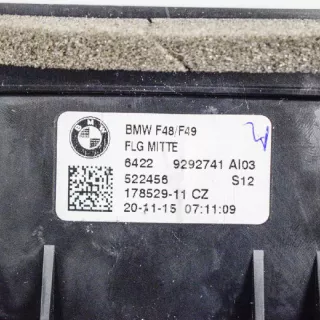 BMW
BMW F48/F49
FLG MITTE
6422 9292741 AI03
522456 S12
178529-11 CZ
20-11-15 07:11:09